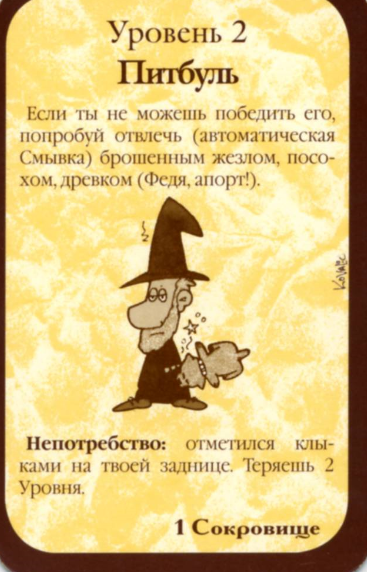 Уровень 2
Питбуль
Если ты не можешь победить его,
попробуй отвлечь (автоматическая
Смывка) брошенным жезлом, посо-
хом, древком (Федя, апорт!).
Kovalic
Непотребство: отметился клы-
ками на твоей заднице. Теряешь 2
Уровня.
1 Сокровище